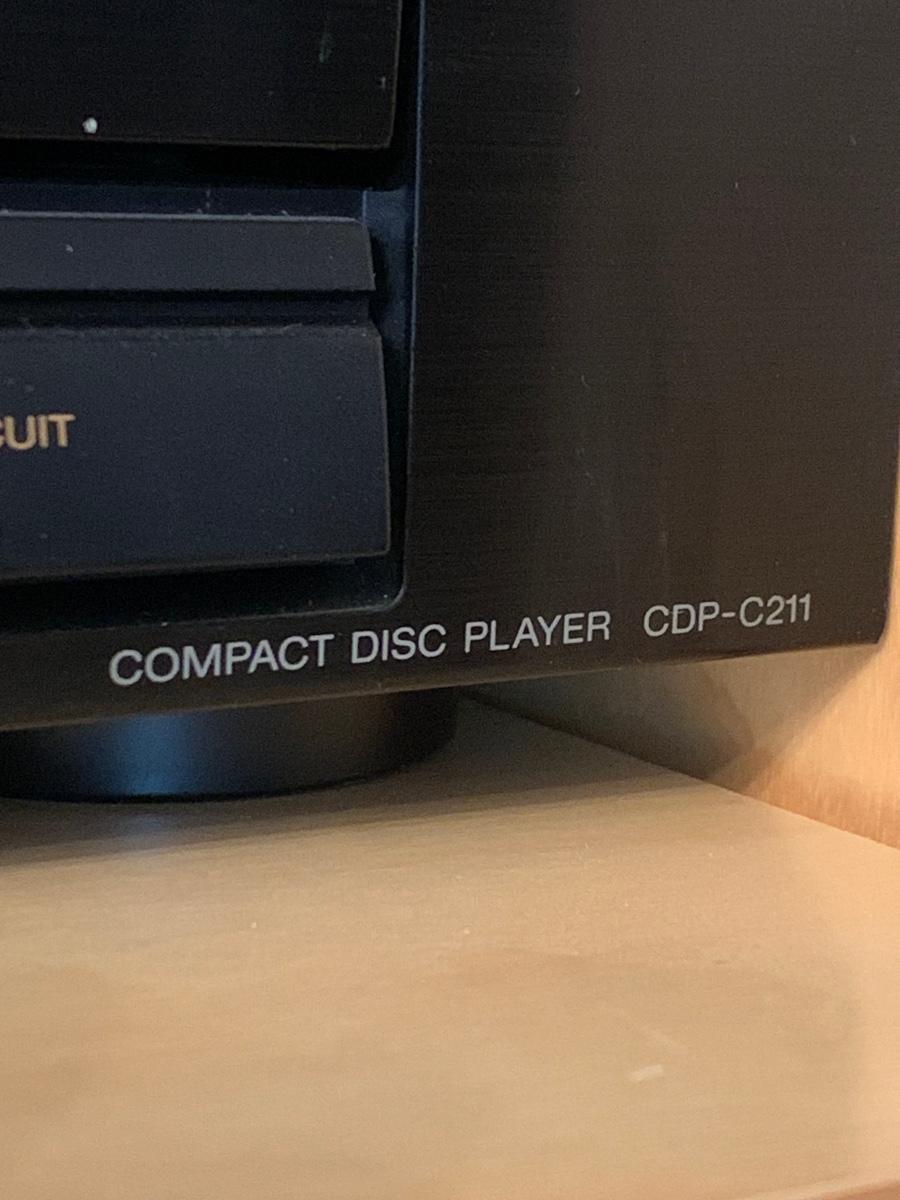 CUIT
COMPACT DISC PLAYER CDP-C211